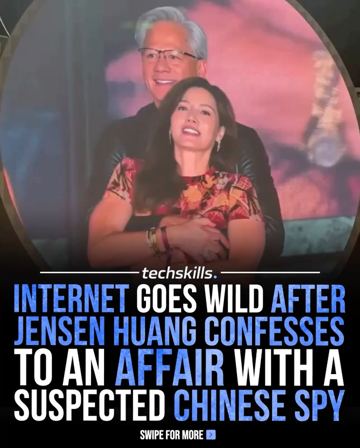 techskills.
INTERNET GOES WILD AFTER
JENSEN HUANG CONFESSES
TO AN AFFAIR WITH A
SUSPECTED CHINESE SPY
SWIPE FOR MORE